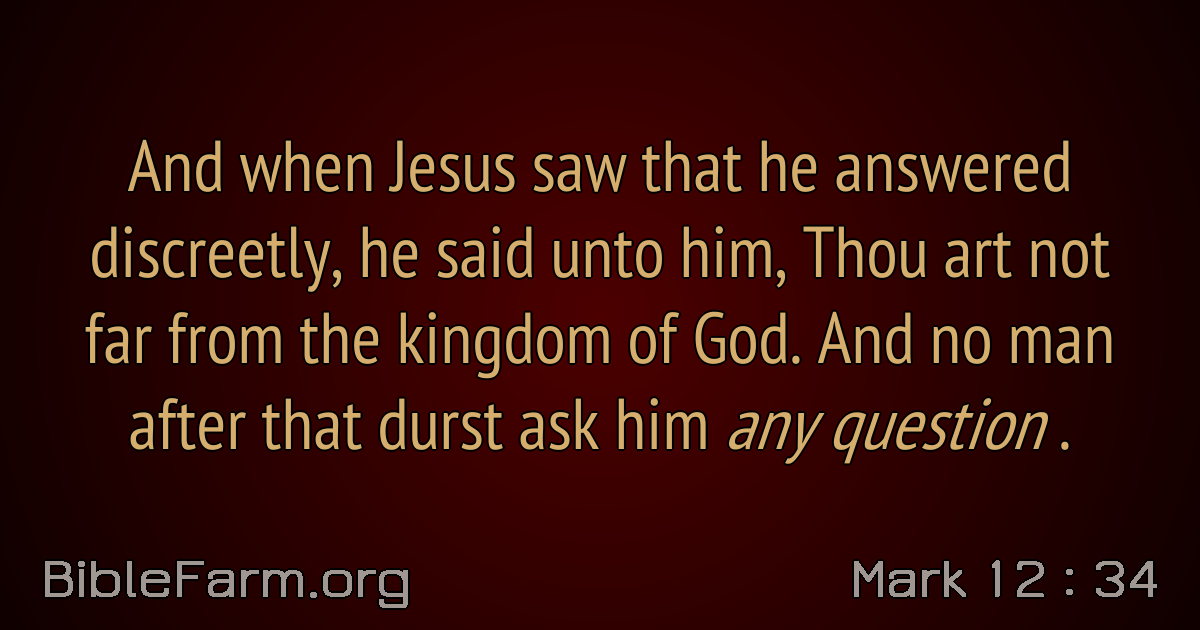 And when Jesus saw that he answered
discreetly, he said unto him, Thou art not
far from the kingdom of God. And no man
after that durst ask him any question .
BibleFarm.org
Mark 12 : 34